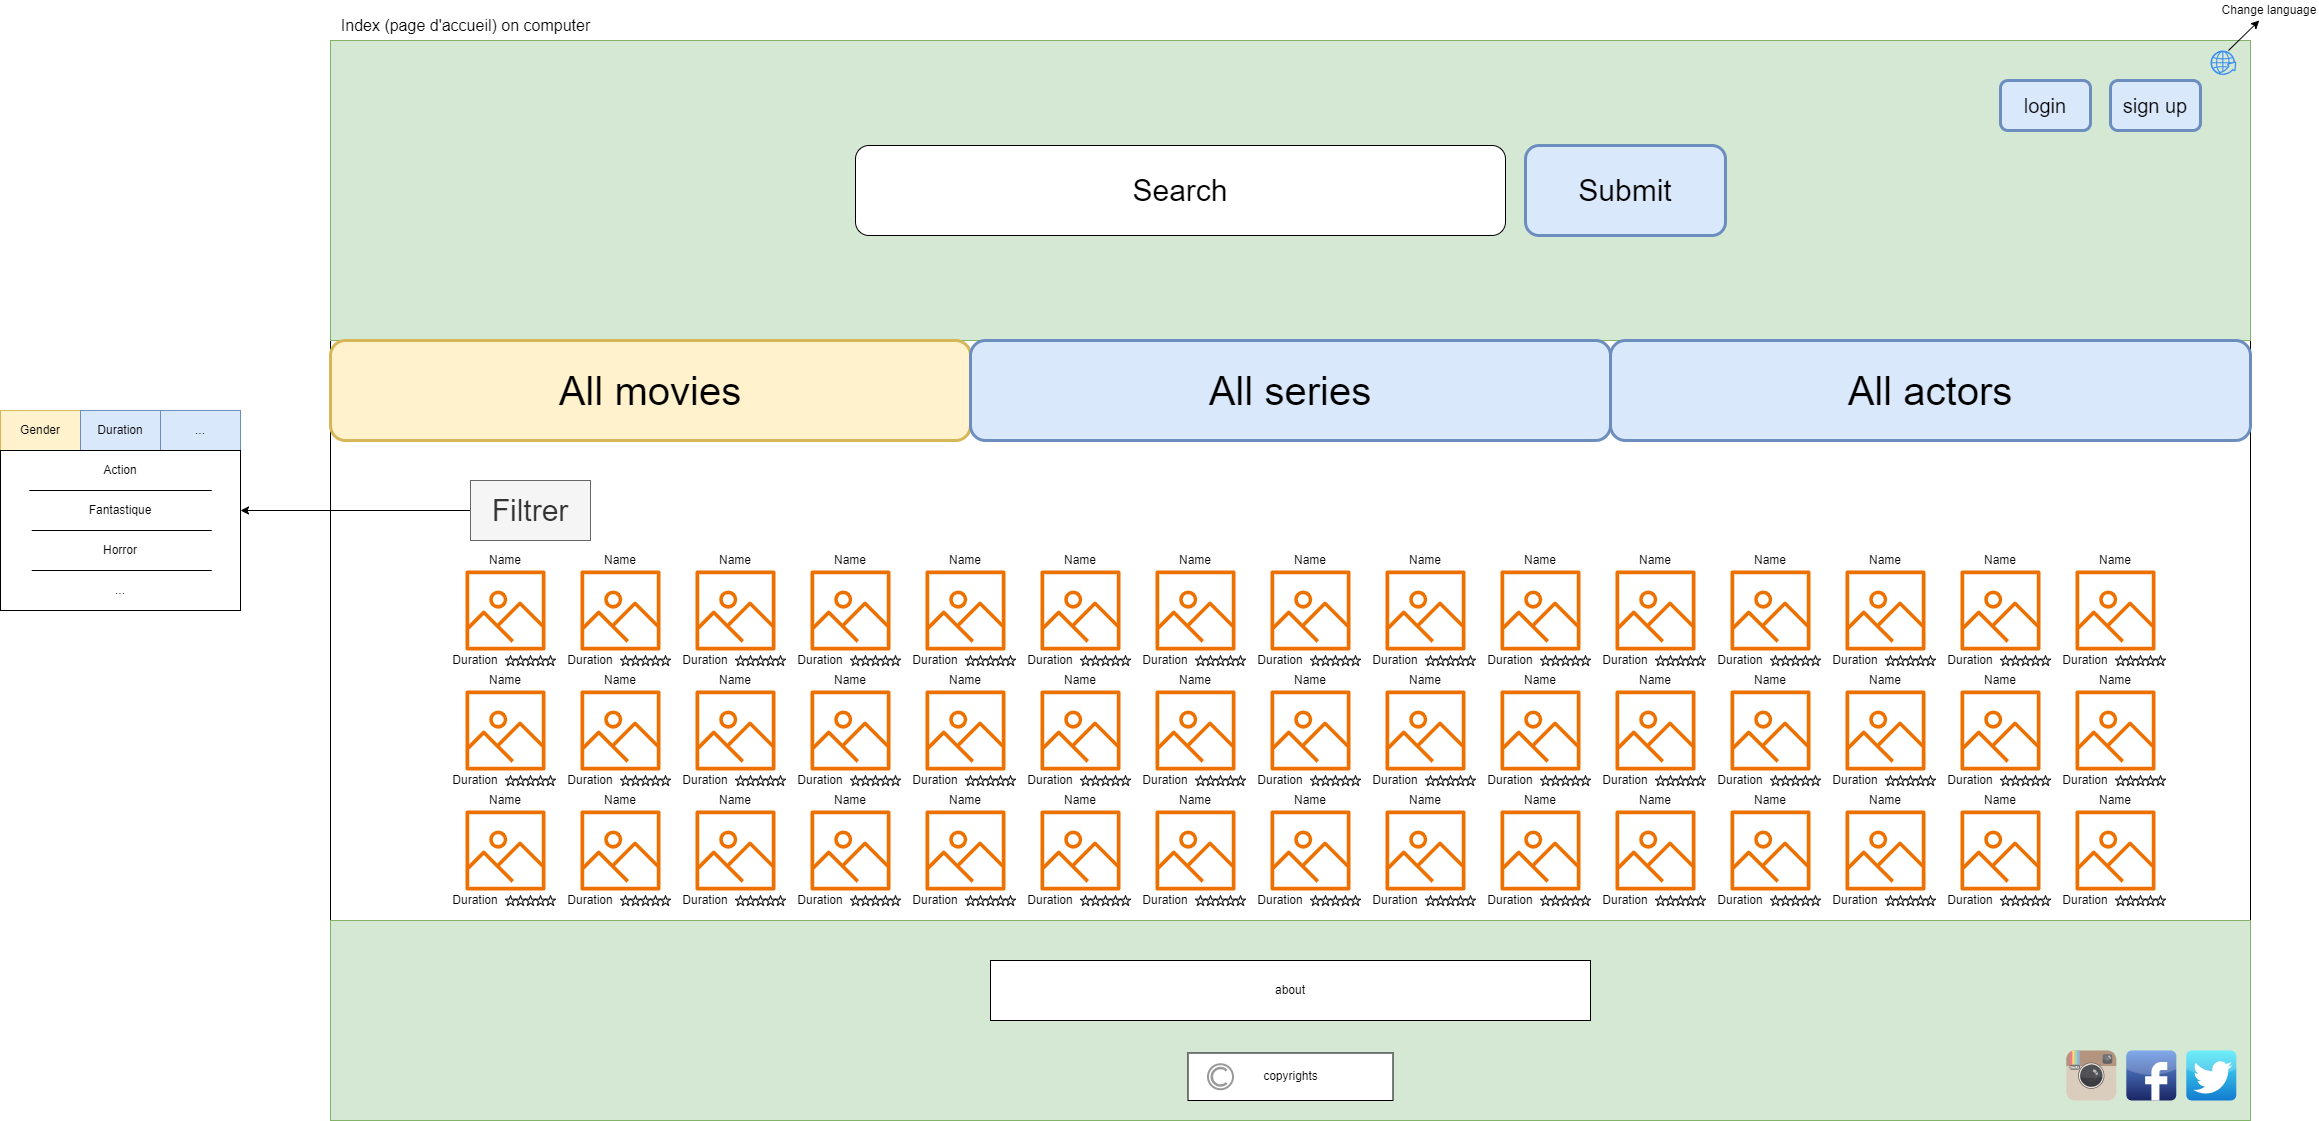 Change language
Index (page d'accueil) on computer
login sign up
Search Submit
All movies All series All actors
Gender Duration ...
Action
Fantastique
Horror
...
Filtrer
Name Name Name Name Name Name Name Name Name Name Name Name Name Name Name
Duration Duration Duration Duration Duration Duration Duration Duration Duration Duration Duration Duration Duration Duration Duration
Name Name Name Name Name Name Name Name Name Name Name Name Name Name Name
Duration Duration Duration Duration Duration Duration Duration Duration Duration Duration Duration Duration Duration Duration Duration
Name Name Name Name Name Name Name Name Name Name Name Name Name Name Name
Duration Duration Duration Duration Duration Duration Duration Duration Duration Duration Duration Duration Duration Duration Duration
about
© copyrights